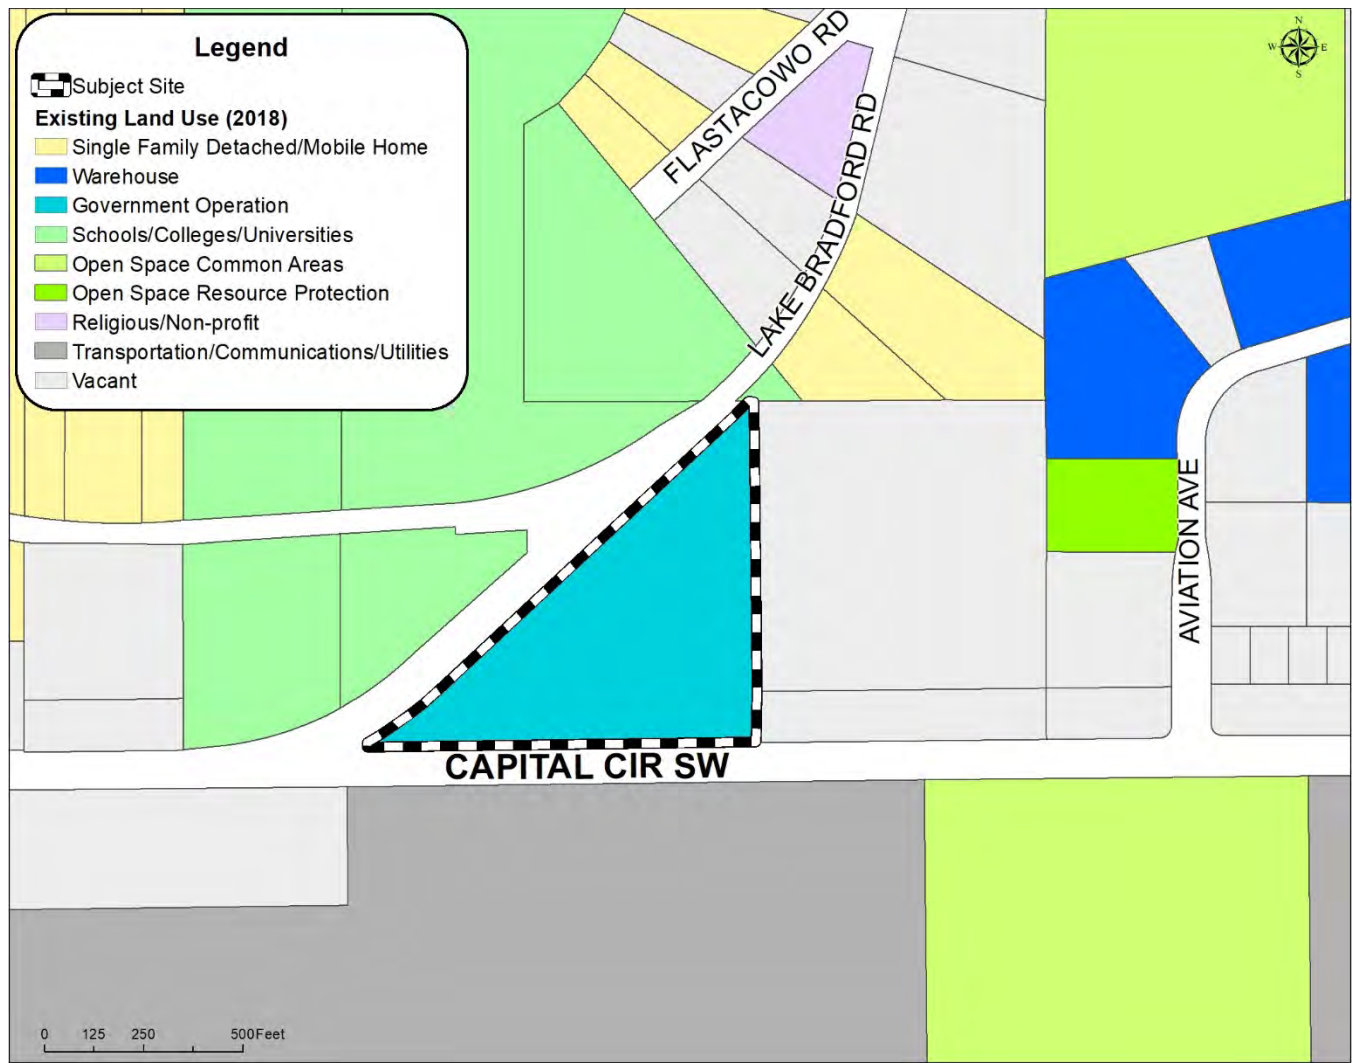 Legend
Subject Site
Existing Land Use (2018)
Single Family Detached/Mobile Home
Warehouse
Government Operation
Schools/Colleges/Universities
Open Space Common Areas
Open Space Resource Protection
Religious/Non-profit
Transportation/Communications/Utilities
Vacant
N
W E
S
FLASTACOWO RD
LAKE BRADFORD RD
AVIATION AVE
CAPITAL CIR SW
0 125 250 500 Feet